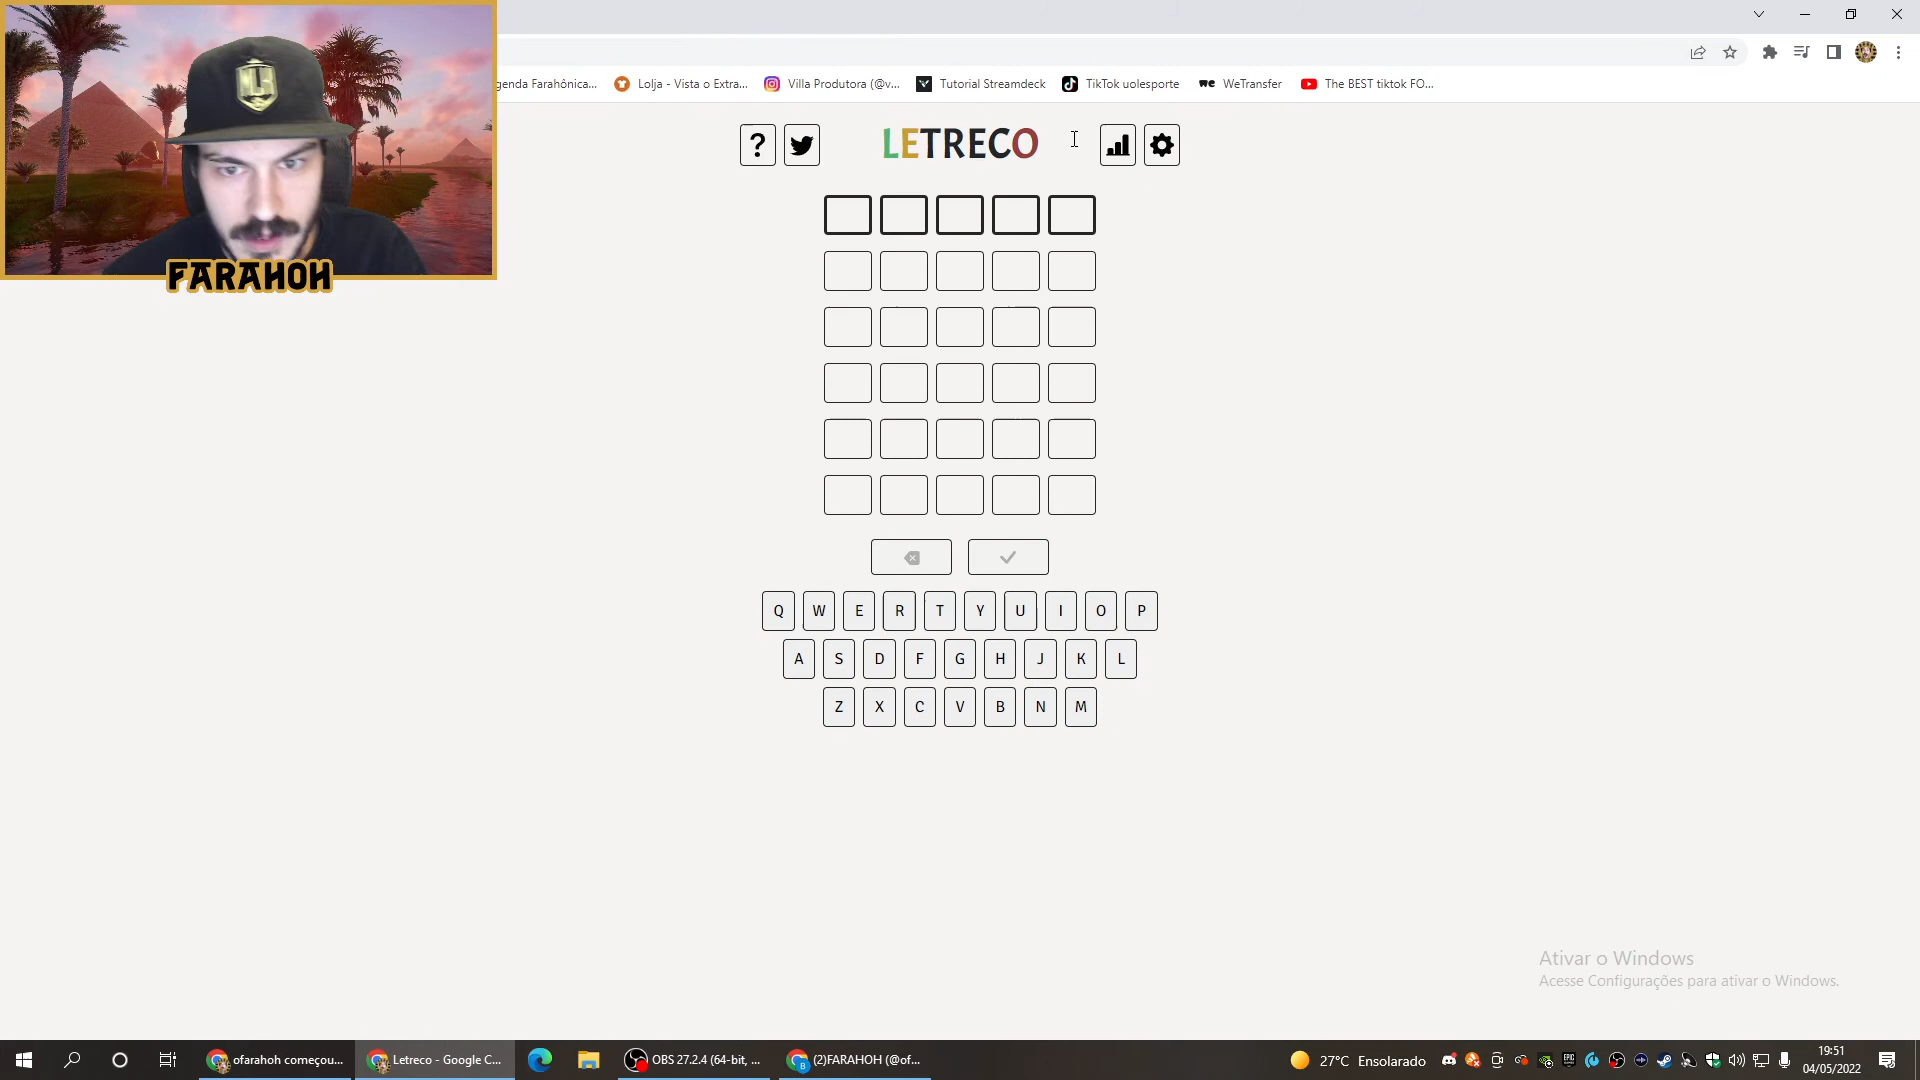 genda Farahônica...
Lolja - Vista o Extra...
Villa Produtora (@v...
Tutorial Streamdeck
TikTok uolesporte
we
WeTransfer
The BEST tiktok FO...
FARAHOH
?
LETRECO
Q W E R T Y U I O P
A S D F G H J K L
Z X C V B N M
Ativar o Windows
Acesse Configurações para ativar o Windows.
ofarahoh começou...
Letreco - Google C...
OBS 27.2.4 (64-bit, ...
(2)FARAHOH (@of...
27°C Ensolarado
19:51
04/05/2022